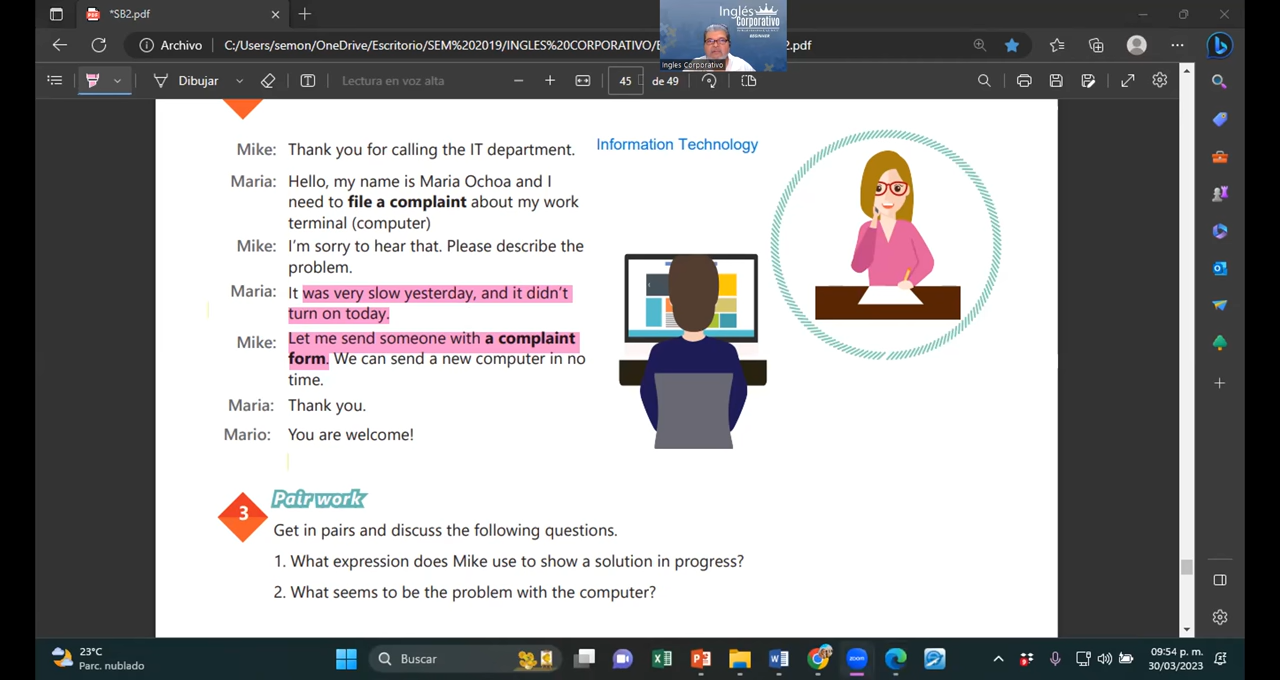 *SB2.pdf
Inglés
Corporativo
BEGINNER
Ingles Corporativo
Archivo
C:/Users/semon/OneDrive/Escritorio/SEM%202019/INGLES%20CORPORATIVO/
2.pdf
Dibujar
Lectura en voz alta
45 de 49
Mike: Thank you for calling the IT department.
Information Technology
Maria: Hello, my name is Maria Ochoa and I
need to file a complaint about my work
terminal (computer)
Mike: I'm sorry to hear that. Please describe the
problem.
Maria: It was very slow yesterday, and it didn't
turn on today.
Mike: Let me send someone with a complaint
form. We can send a new computer in no
time.
Maria: Thank you.
Mario: You are welcome!
3 Pair work
Get in pairs and discuss the following questions.
1. What expression does Mike use to show a solution in progress?
2. What seems to be the problem with the computer?
23°C
Parc. nublado
Buscar
zoom
09:54 p. m.
30/03/2023